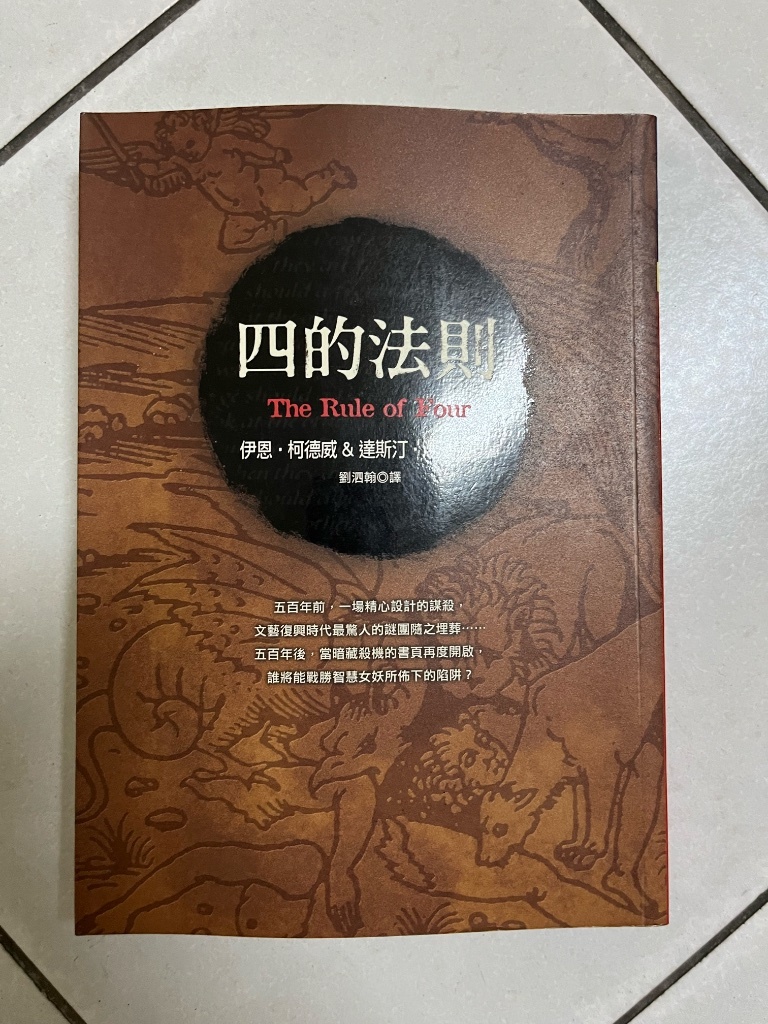 四的法則
The Rule of Four
伊恩·柯德威 & 達斯汀·
劉泗翰◎譯
五百年前，一場精心設計的謀殺，
文藝復興時代最驚人的謎團隨之埋葬……
五百年後，當暗藏殺機的書頁再度開啟，
誰將能戰勝智慧女妖所佈下的陷阱？